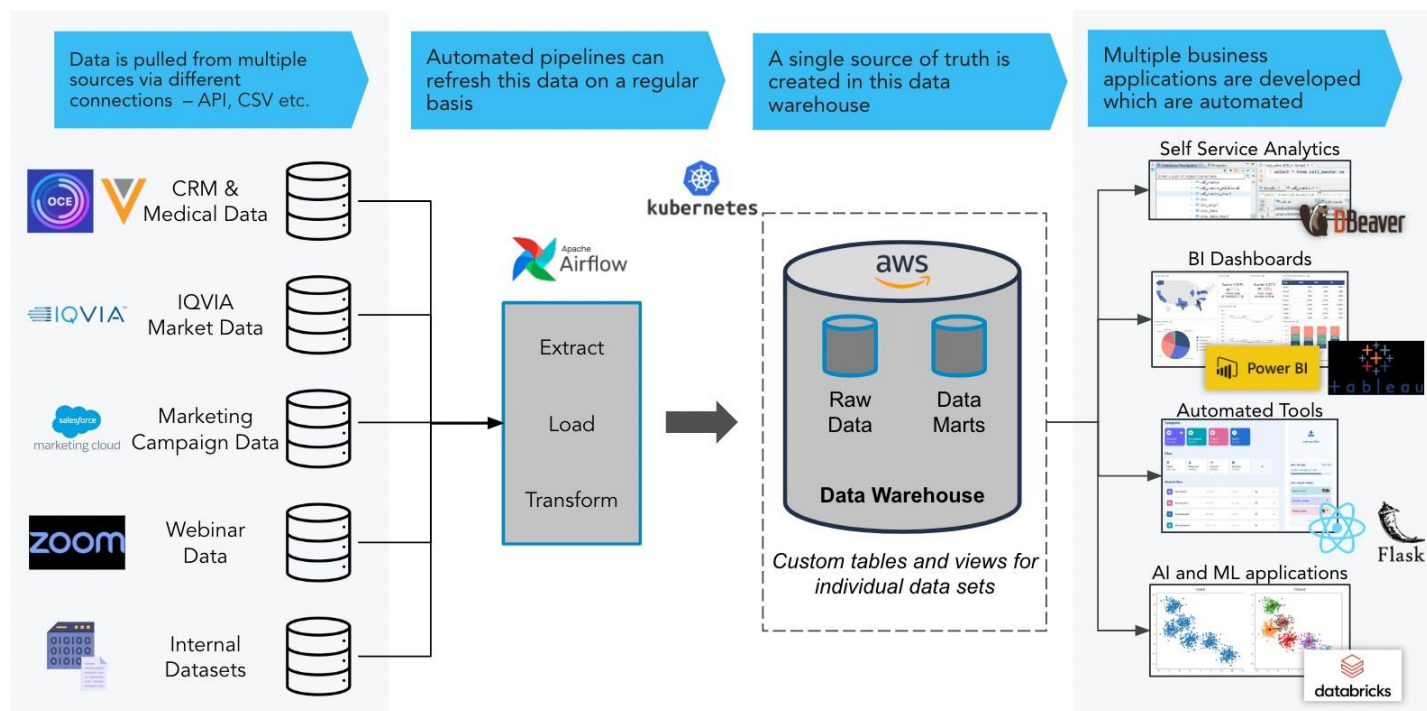 Data is pulled from multiple
sources via different
connections – API, CSV etc.
Automated pipelines can
refresh this data on a regular
basis
A single source of truth is
created in this data
warehouse
Multiple business
applications are developed
which are automated
OCE
CRM &
Medical Data
IQVIA
IQVIA
Market Data
salesforce
marketing cloud
Marketing
Campaign Data
zoom
Webinar
Data
010100
01010
Internal
Datasets
Apache
Airflow
Extract
Load
Transform
kubernetes
aws
Raw
Data
Data
Marts
Data Warehouse
Custom tables and views for
individual data sets
Self Service Analytics
DBeaver
BI Dashboards
Power BI
+ a b l e a u
Automated Tools
Flask
AI and ML applications
databricks